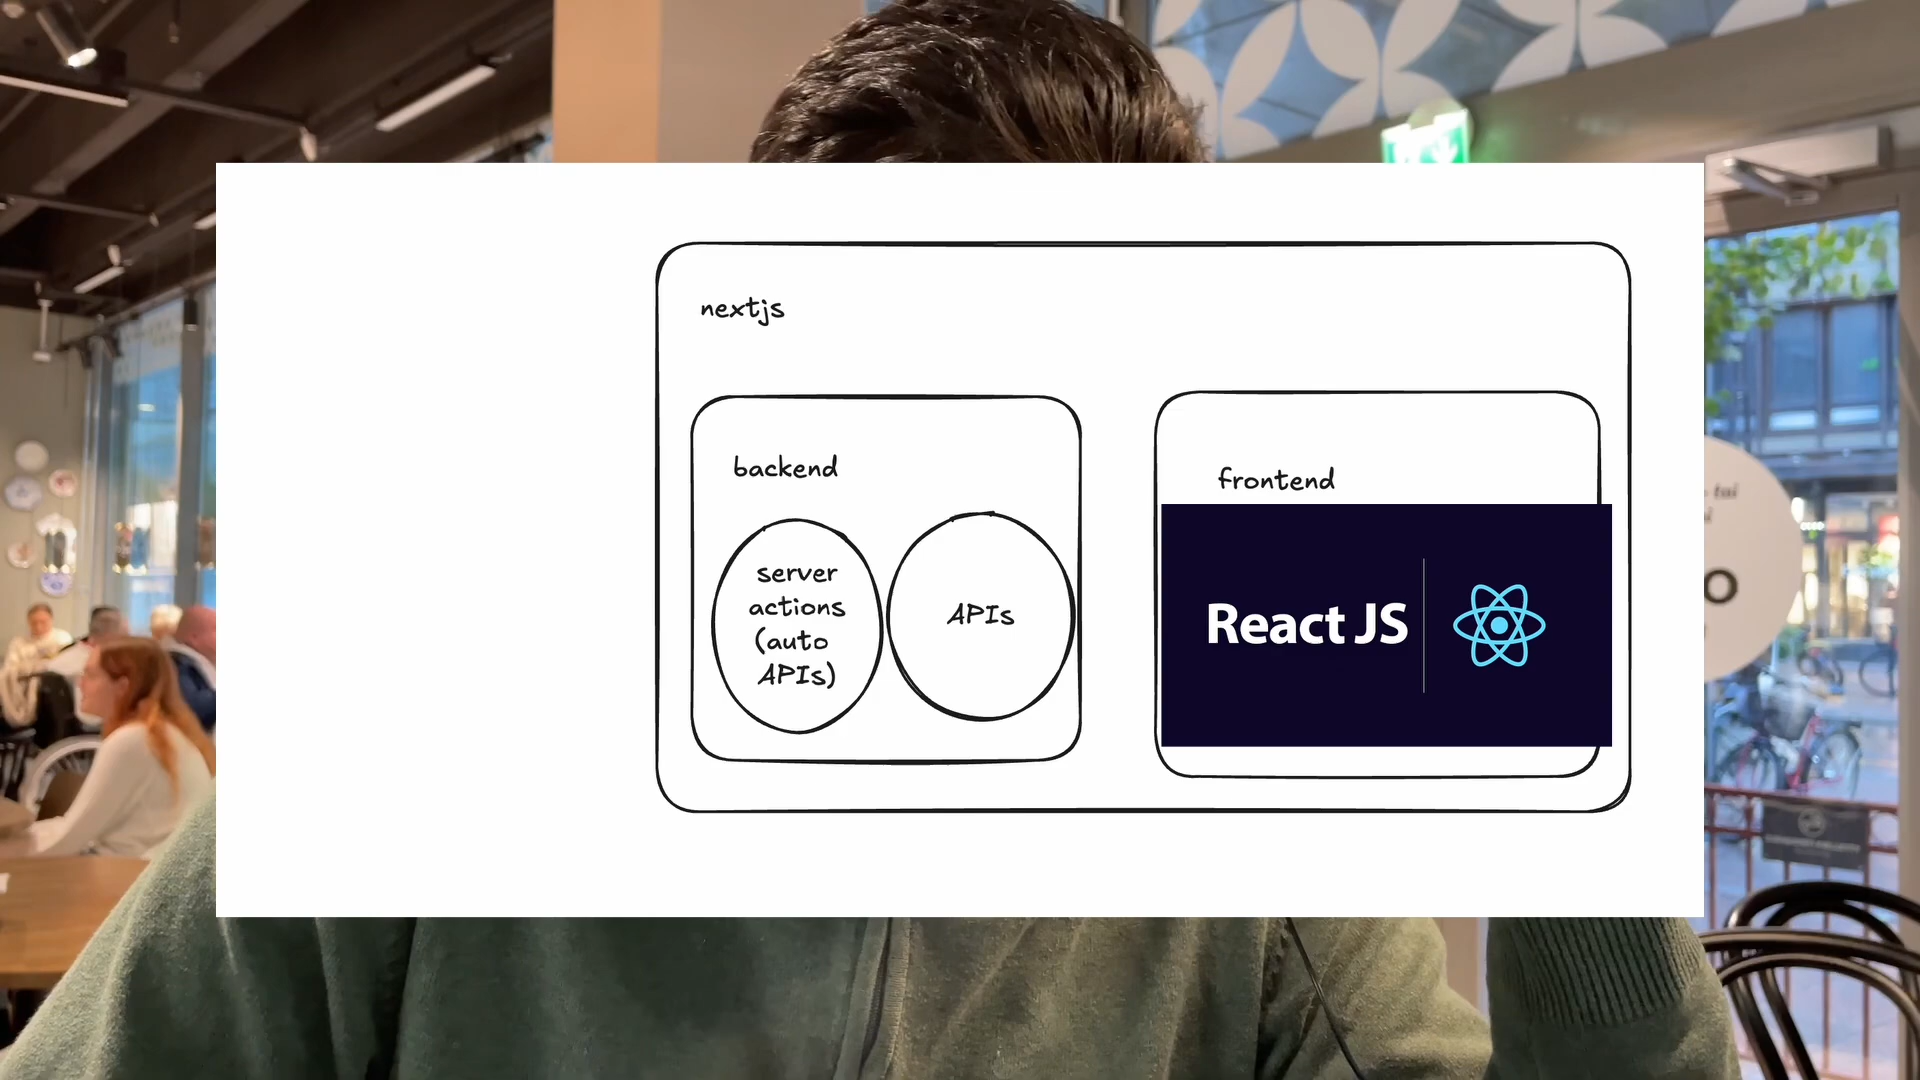 nextjs
backend
server
actions
(auto
APIs)
APIs
frontend
React JS